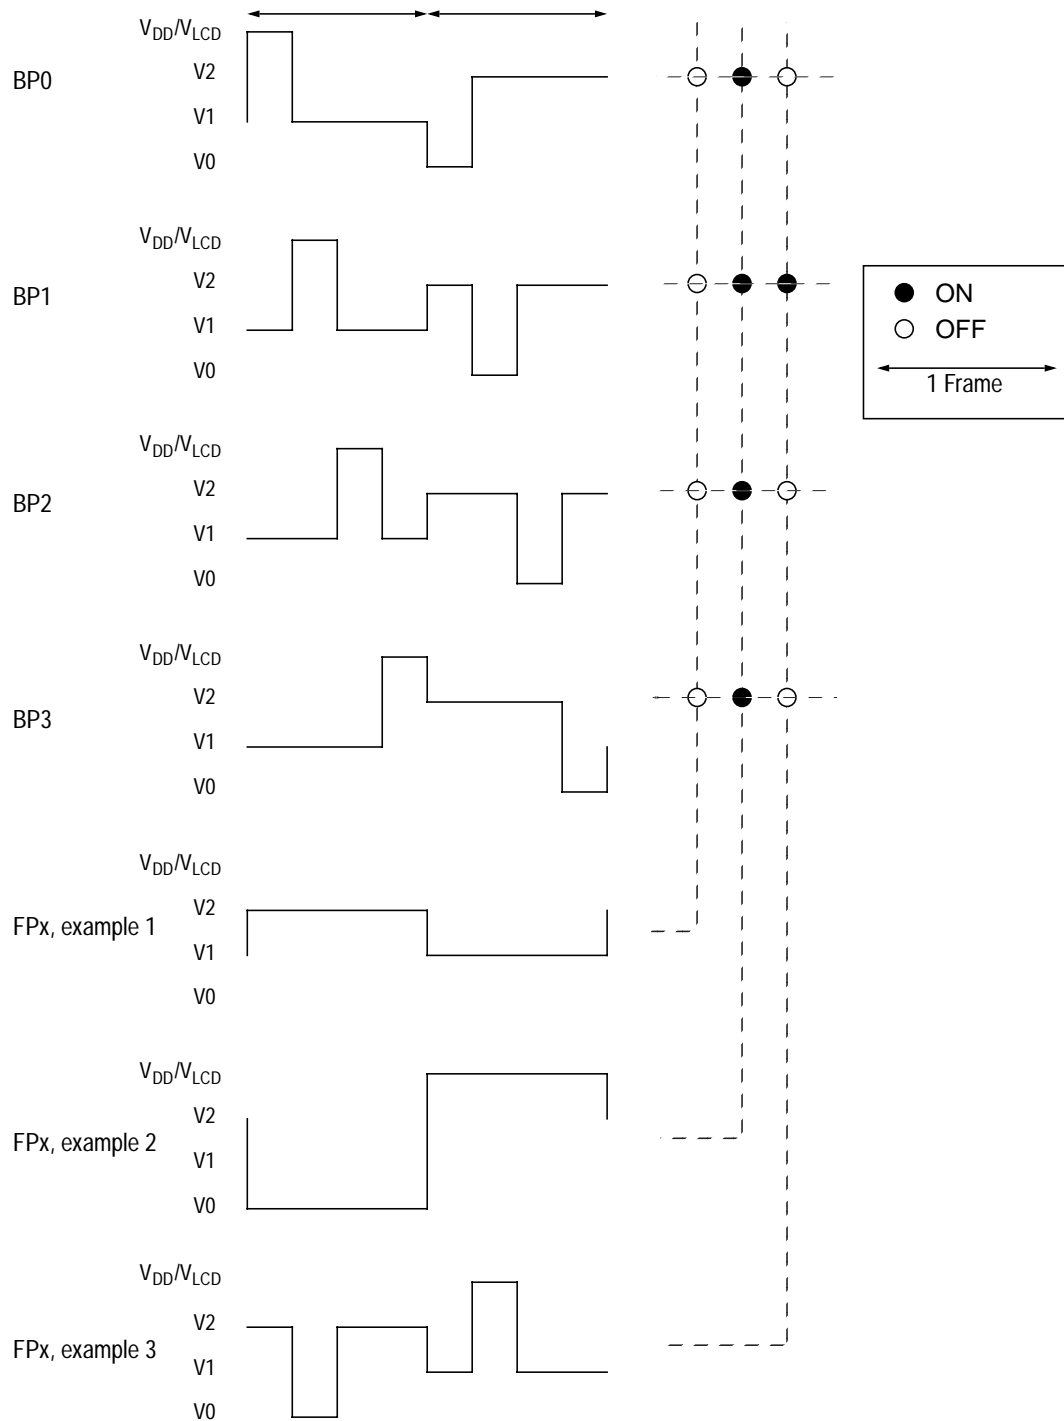 V_DD/V_LCD
BP0
V2
V1
V0
V_DD/V_LCD
BP1
V2
V1
V0
ON
OFF
1 Frame
V_DD/V_LCD
BP2
V2
V1
V0
V_DD/V_LCD
BP3
V2
V1
V0
V_DD/V_LCD
FPx, example 1
V2
V1
V0
V_DD/V_LCD
FPx, example 2
V2
V1
V0
V_DD/V_LCD
FPx, example 3
V2
V1
V0